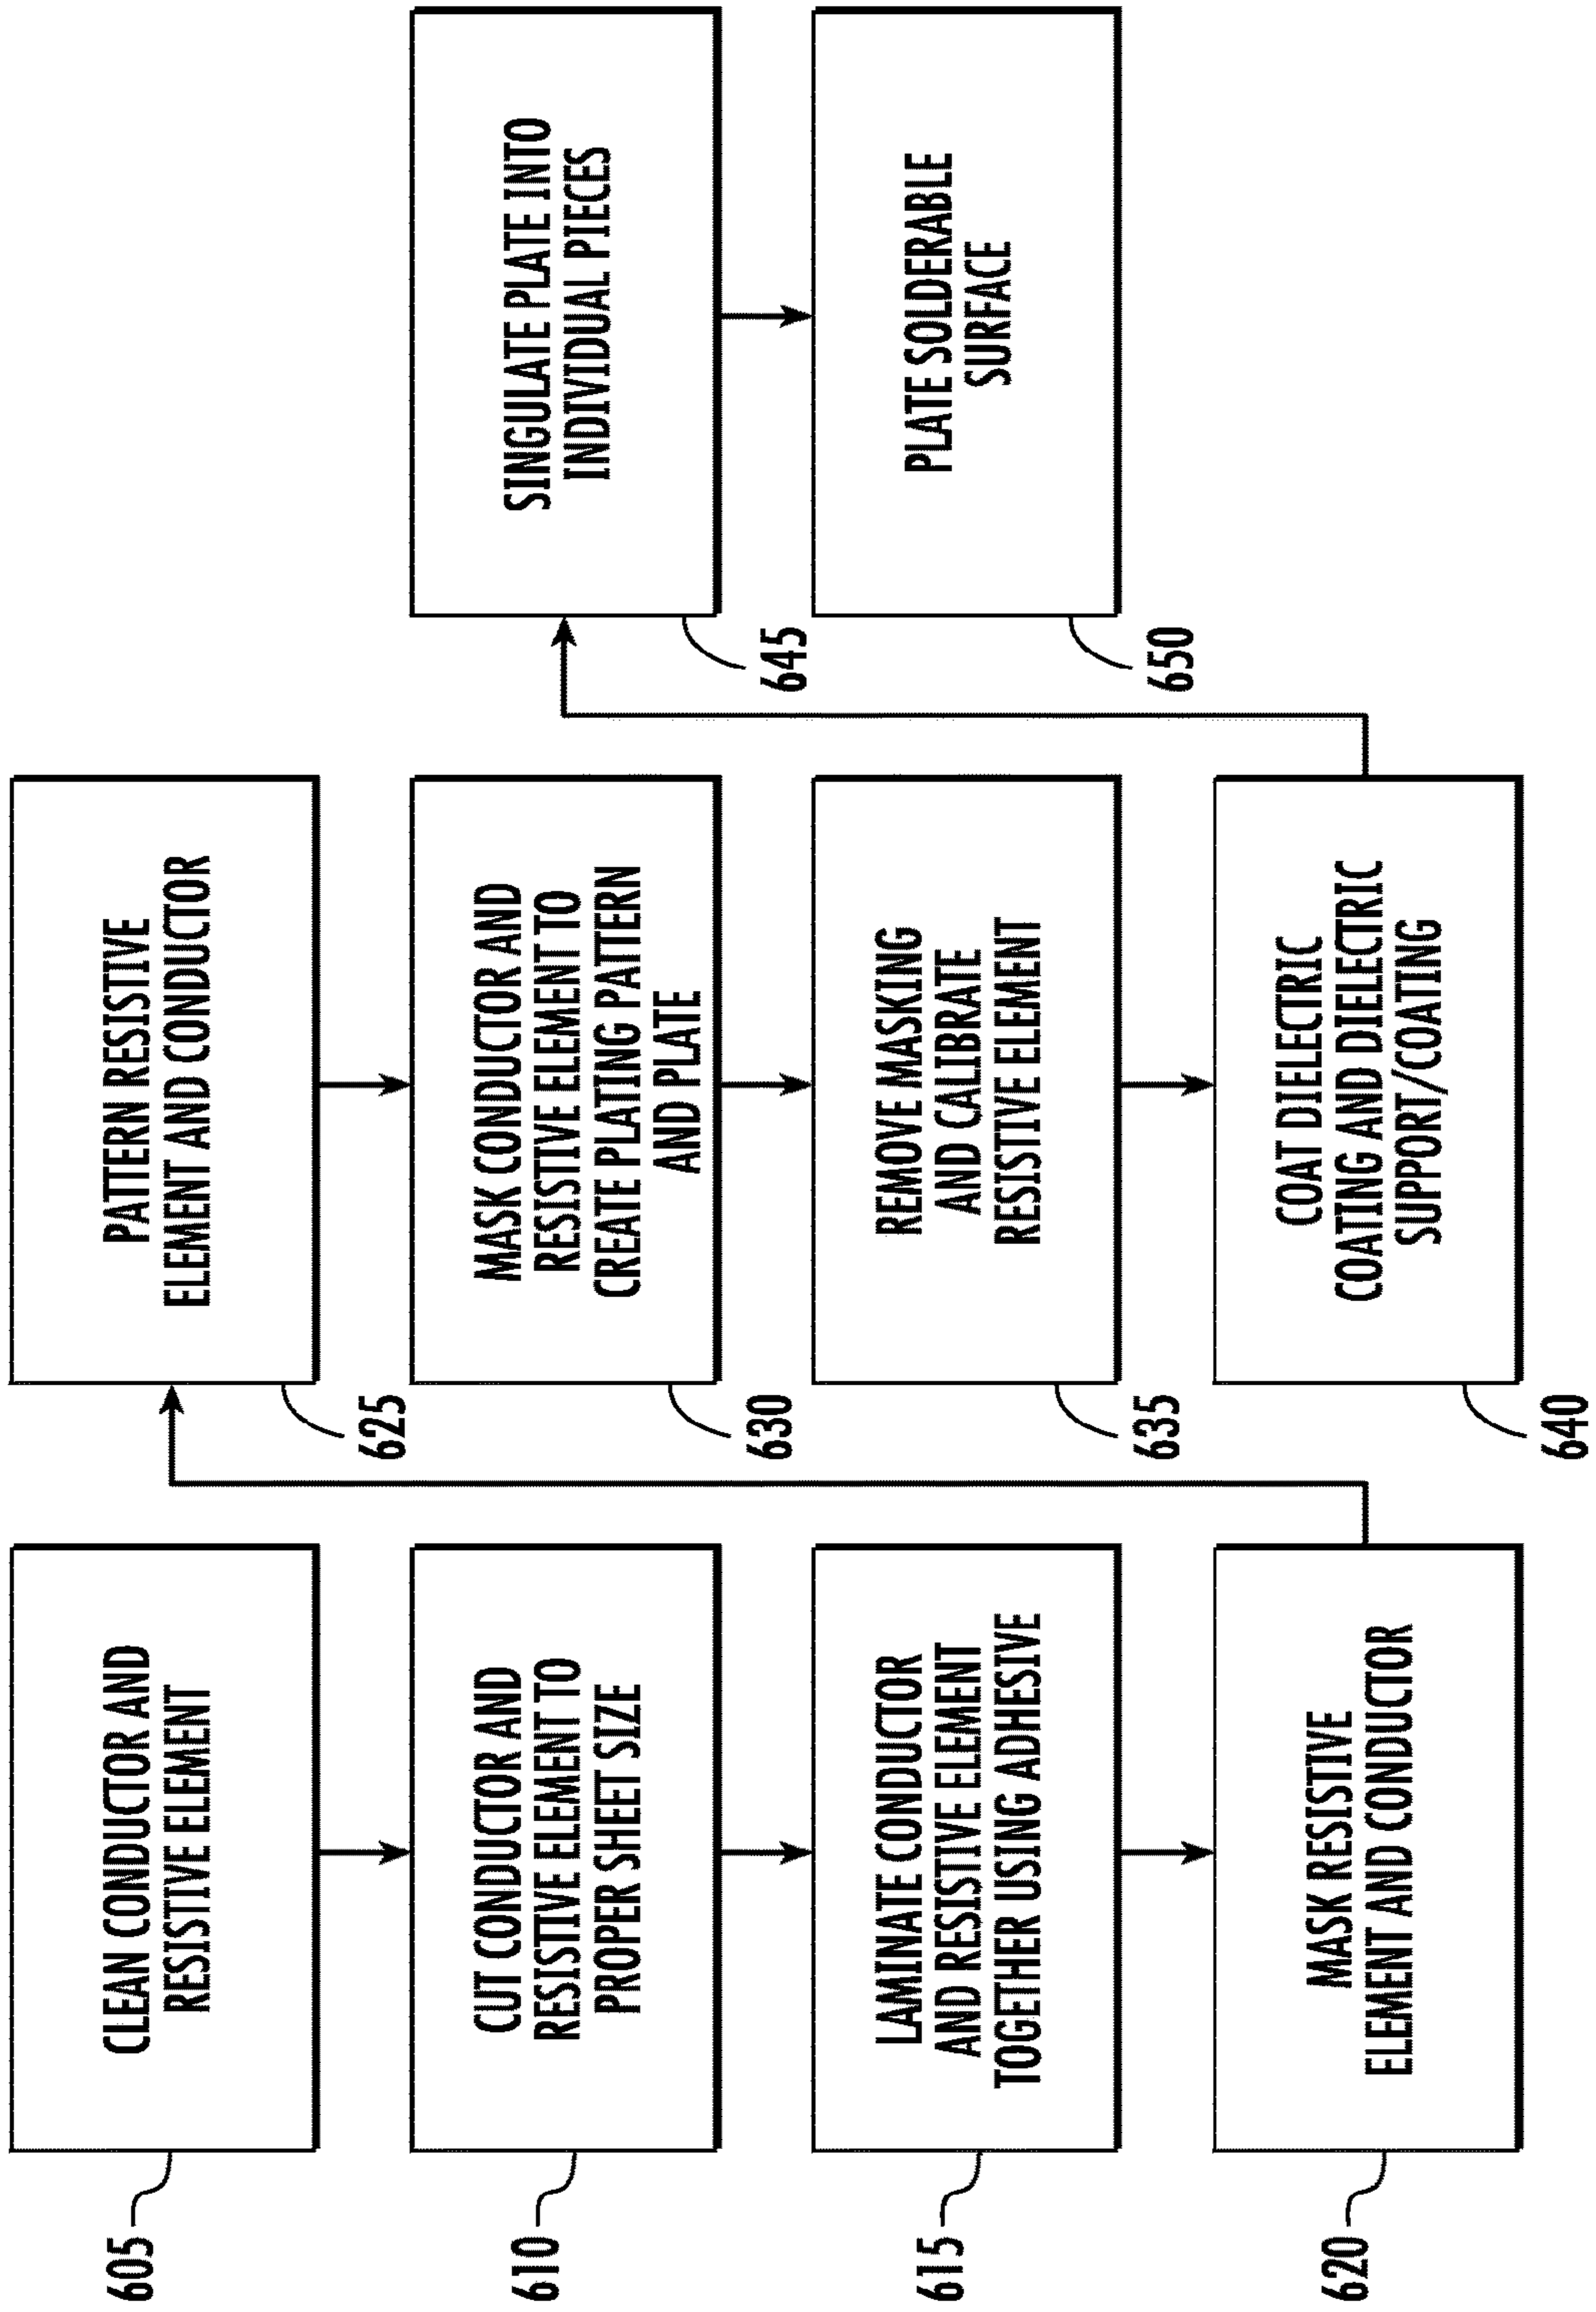 605
CLEAN CONDUCTOR AND
RESISTIVE ELEMENT
610
CUT CONDUCTOR AND
RESISTIVE ELEMENT TO
PROPER SHEET SIZE
615
LAMINATE CONDUCTOR
AND RESISTIVE ELEMENT
TOGETHER USING ADHESIVE
620
MASK RESISTIVE
ELEMENT AND CONDUCTOR
625
PATTERN RESISTIVE
ELEMENT AND CONDUCTOR
630
MASK CONDUCTOR AND
RESISTIVE ELEMENT TO
CREATE PLATING PATTERN
AND PLATE
635
REMOVE MASKING
AND CALIBRATE
RESISTIVE ELEMENT
640
COAT DIELECTRIC
COATING AND DIELECTRIC
SUPPORT/COATING
645
SINGULATE PLATE INTO
INDIVIDUAL PIECES
650
PLATE SOLDERABLE
SURFACE